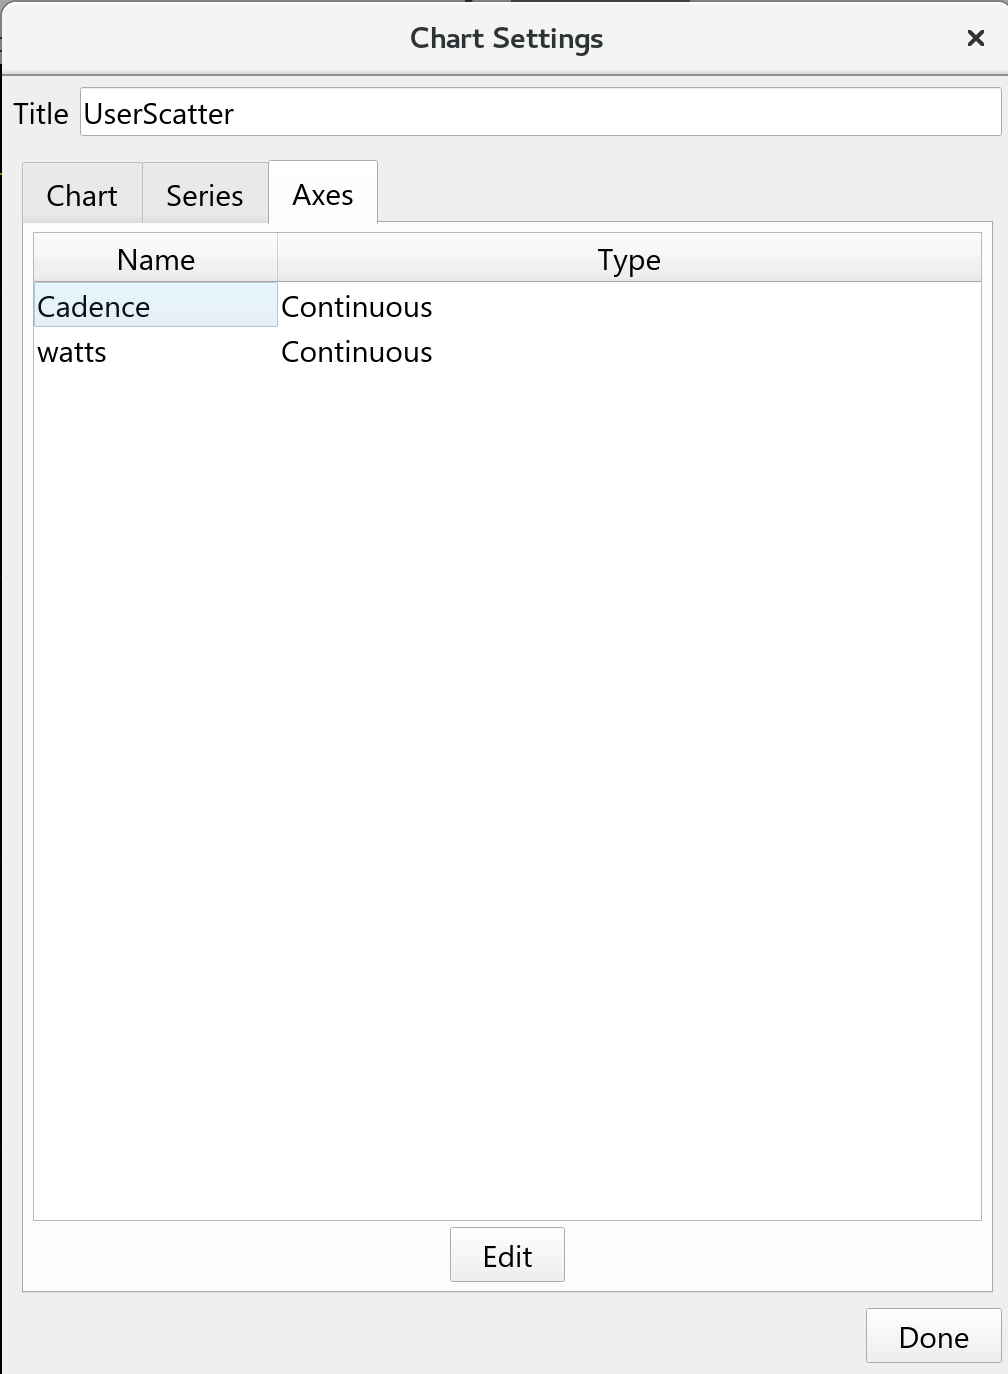 Chart Settings
Title UserScatter
Chart Series Axes
Name Type
Cadence Continuous
watts Continuous
Edit
Done